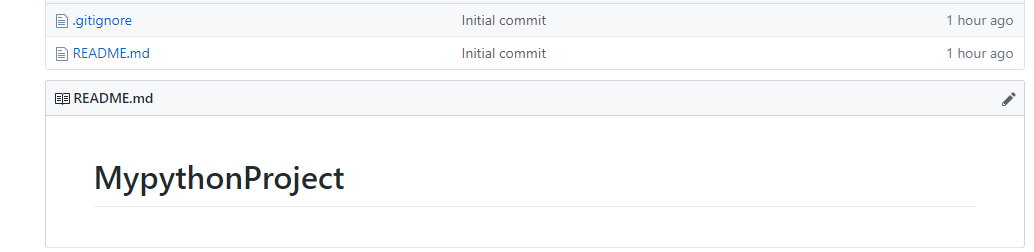 .gitignore Initial commit 1 hour ago
README.md Initial commit 1 hour ago
README.md
MypythonProject